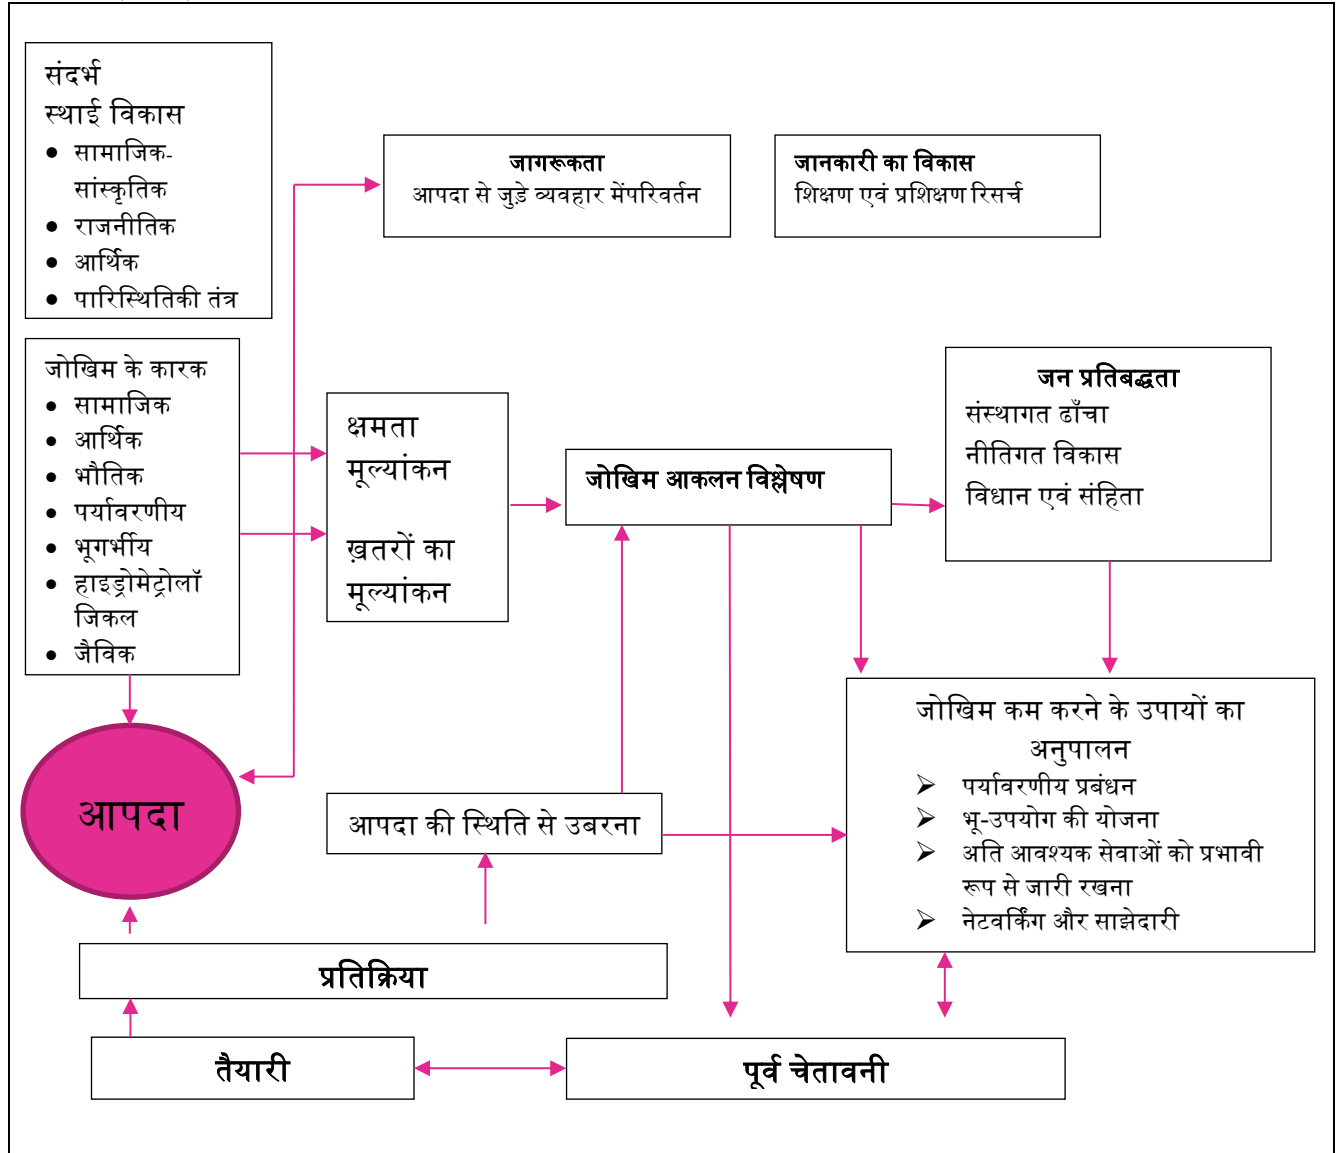 संदर्भ
स्थाई विकास
• सामाजिक-
सांस्कृतिक
• राजनीतिक
• आर्थिक
• पारिस्थितिकी तंत्र
जागरूकता
आपदा से जुड़े व्यवहार मेंपरिवर्तन
जानकारी का विकास
शिक्षण एवं प्रशिक्षण रिसर्च
जोखिम के कारक
• सामाजिक
• आर्थिक
• भौतिक
• पर्यावरणीय
• भूगर्भीय
• हाइड्रोमेट्रोलॉ
जिकल
• जैविक
क्षमता
मूल्यांकन
ख़तरों का
मूल्यांकन
जोखिम आकलन विश्लेषण
जन प्रतिबद्धता
संस्थागत ढाँचा
नीतिगत विकास
विधान एवं संहिता
आपदा
आपदा की स्थिति से उबरना
जोखिम कम करने के उपायों का
अनुपालन
➢ पर्यावरणीय प्रबंधन
➢ भू-उपयोग की योजना
➢ अति आवश्यक सेवाओं को प्रभावी
रूप से जारी रखना
➢ नेटवर्किंग और साझेदारी
प्रतिक्रिया
तैयारी
पूर्व चेतावनी